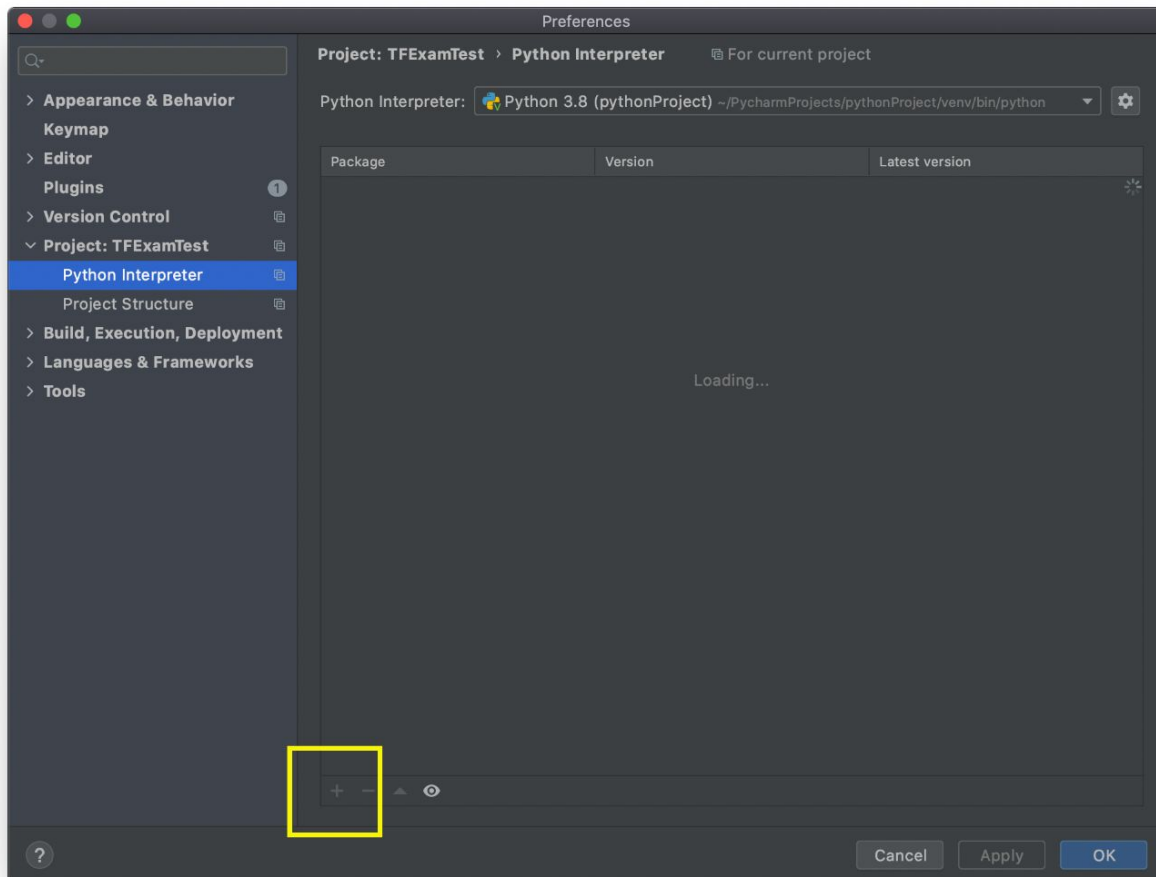 Preferences
Project: TFExamTest › Python Interpreter For current project
Appearance & Behavior
Keymap
Editor
Plugins 1
Version Control
Project: TFExamTest
Python Interpreter
Project Structure
Build, Execution, Deployment
Languages & Frameworks
Tools
Python Interpreter: Python 3.8 (pythonProject) ~/PycharmProjects/pythonProject/venv/bin/python
Package Version Latest version
Loading...
?
Cancel Apply OK